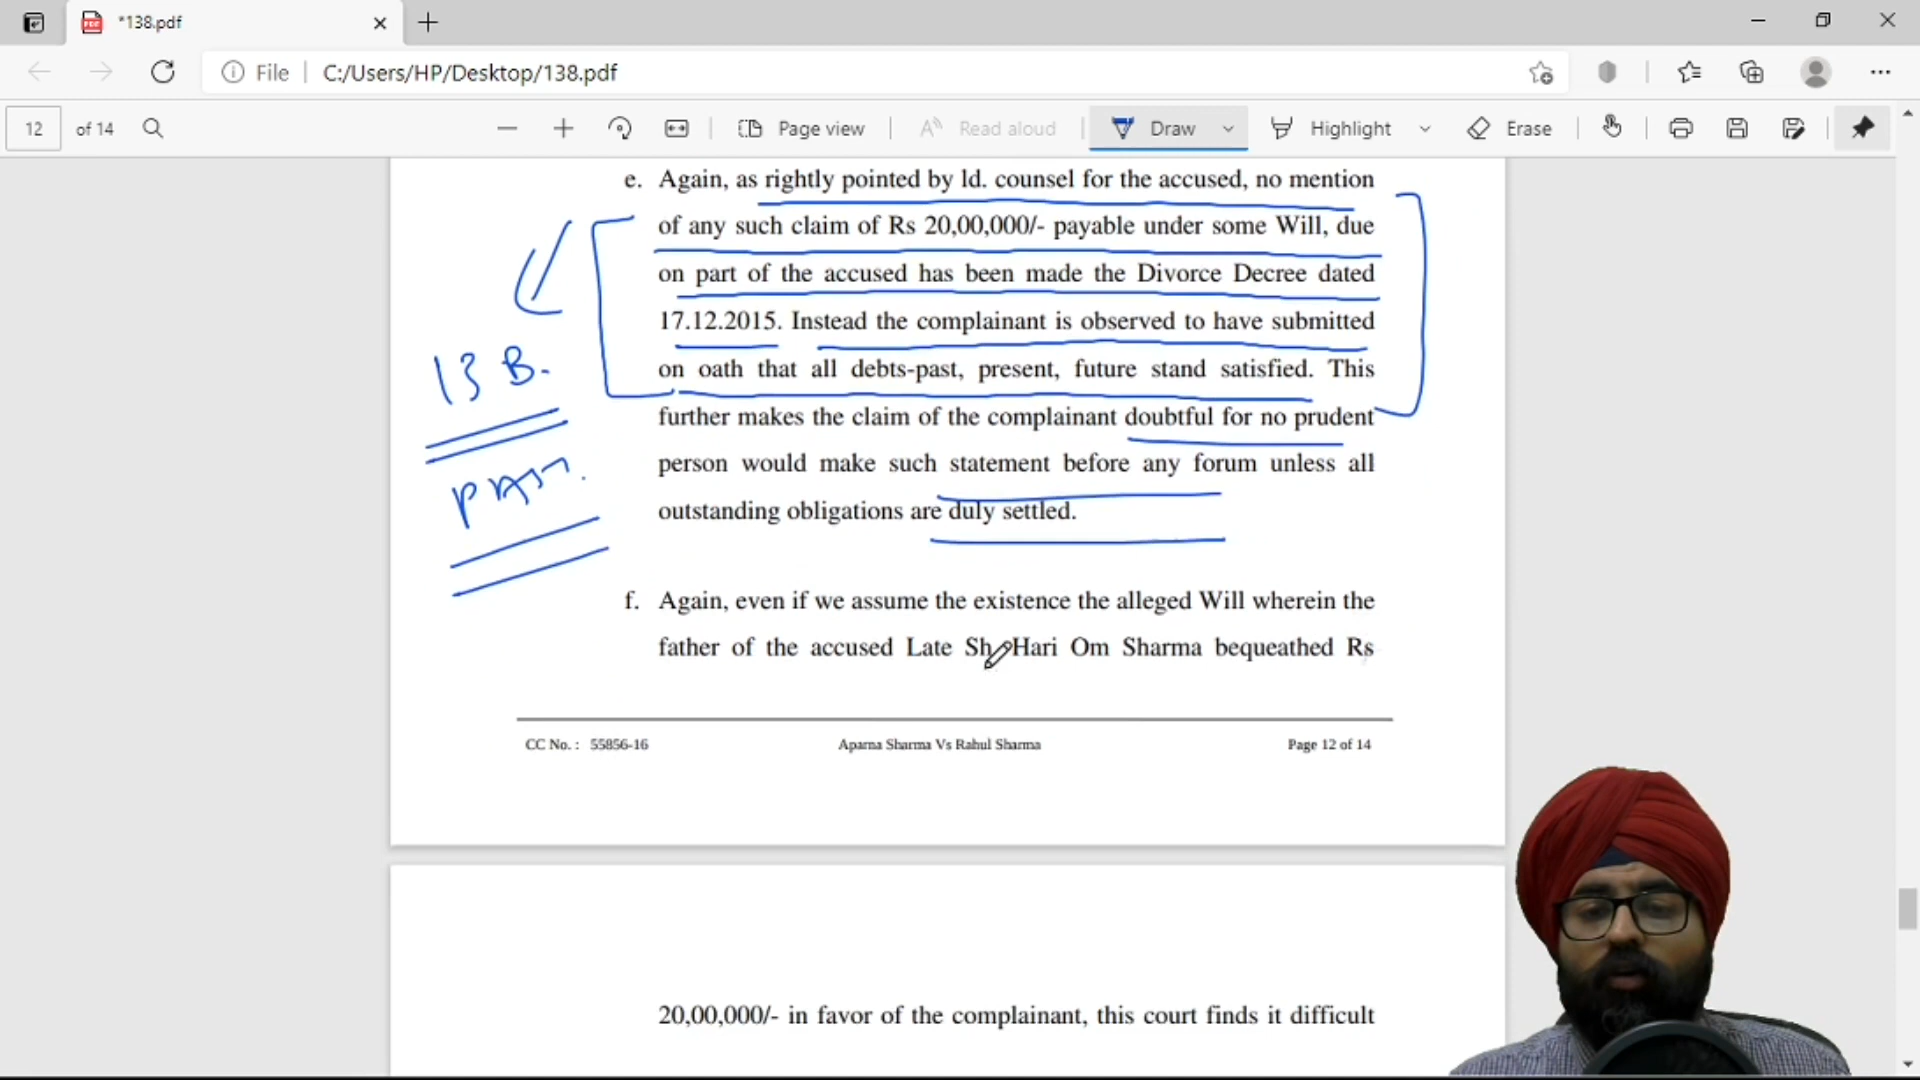 *138.pdf
File
C:/Users/HP/Desktop/138.pdf
12 of 14
Page view
Read aloud
Draw
Highlight
Erase
e. Again, as rightly pointed by ld. counsel for the accused, no mention
of any such claim of Rs 20,00,000/- payable under some Will, due
on part of the accused has been made the Divorce Decree dated
17.12.2015. Instead the complainant is observed to have submitted
on oath that all debts-past, present, future stand satisfied. This
further makes the claim of the complainant doubtful for no prudent
person would make such statement before any forum unless all
outstanding obligations are duly settled.
13 B.
f. Again, even if we assume the existence the alleged Will wherein the
father of the accused Late Sh Hari Om Sharma bequeathed Rs
CC No. : 55856-16
Aparna Sharma Vs Rahul Sharma
Page 12 of 14
20,00,000/- in favor of the complainant, this court finds it difficult